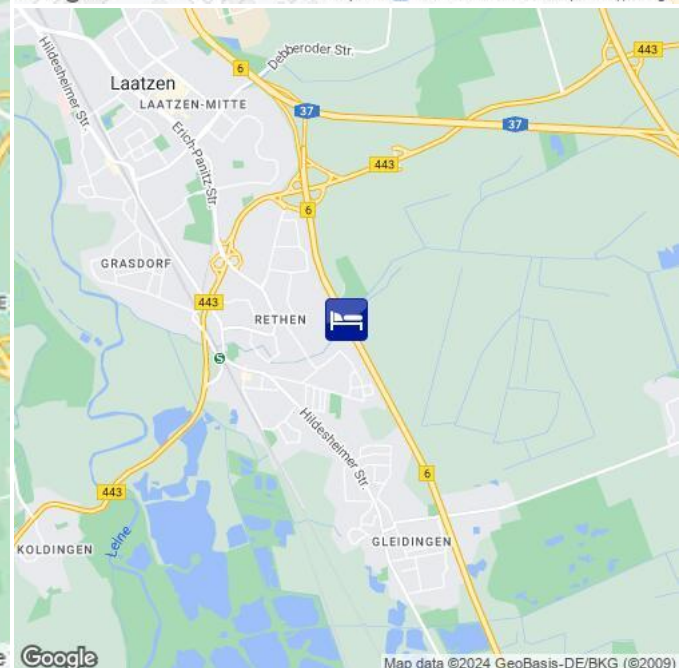 443
Debberoder Str.
6
Hildesheimer Str.
Laatzen
LAATZEN-MITTE
37
37
Erich-Panitz-Str.
443
6
GRASDORF
443
RETHEN
S
Hildesheimer Str.
6
443
Leine
KOLDINGEN
GLEIDINGEN
Google
Map data ©2024 GeoBasis-DE/BKG (©2009)